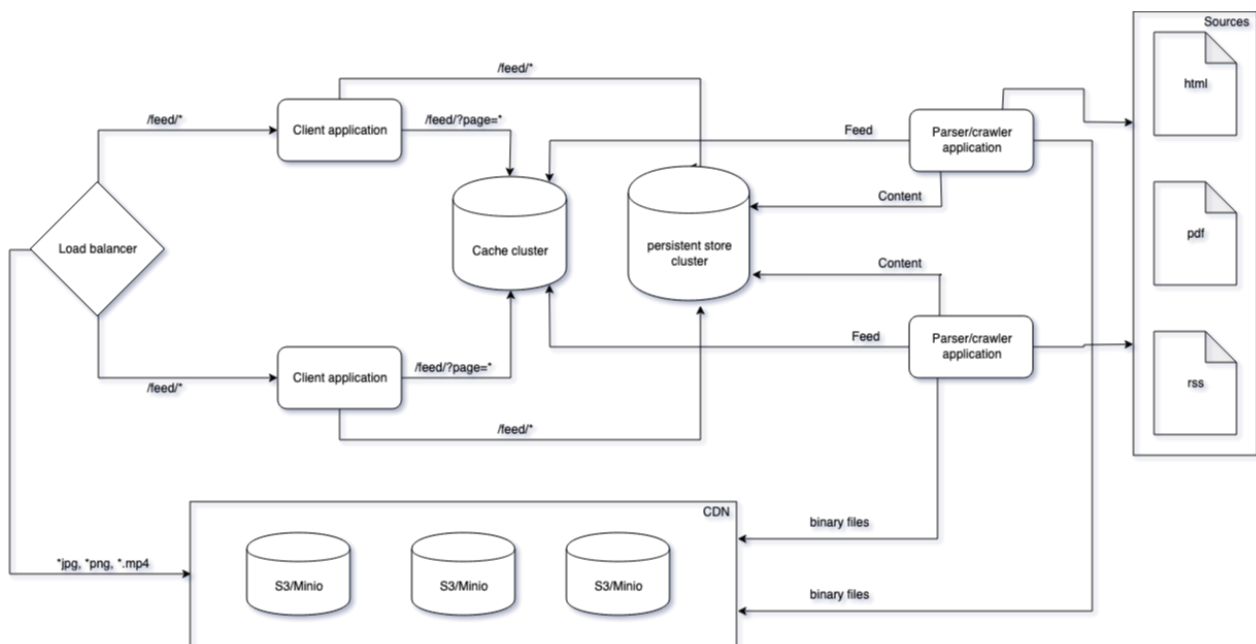 Sources
/feed/*
html
/feed/*
Client application
/feed/?page=*
Feed
Parser/crawler
application
Content
Load balancer
Cache cluster
persistent store
cluster
pdf
Content
Feed
Parser/crawler
application
/feed/*
Client application
/feed/?page=*
rss
/feed/*
CDN
binary files
*jpg, *png, *.mp4
S3/Minio
S3/Minio
S3/Minio
binary files